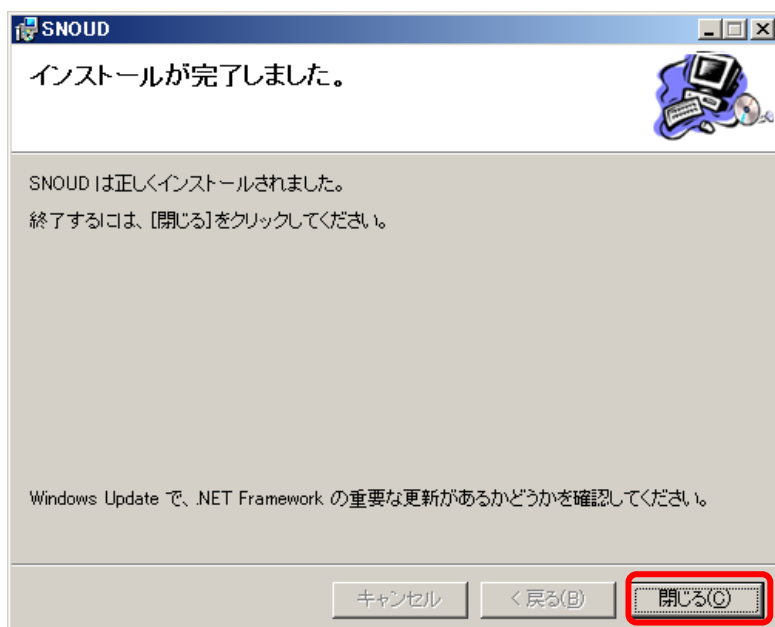 SNOUD
インストールが完了しました。
SNOUD は正しくインストールされました。
終了するには、[閉じる]をクリックしてください。
Windows Update で、.NET Framework の重要な更新があるかどうかを確認してください。
キャンセル
< 戻る(B)
閉じる(C)